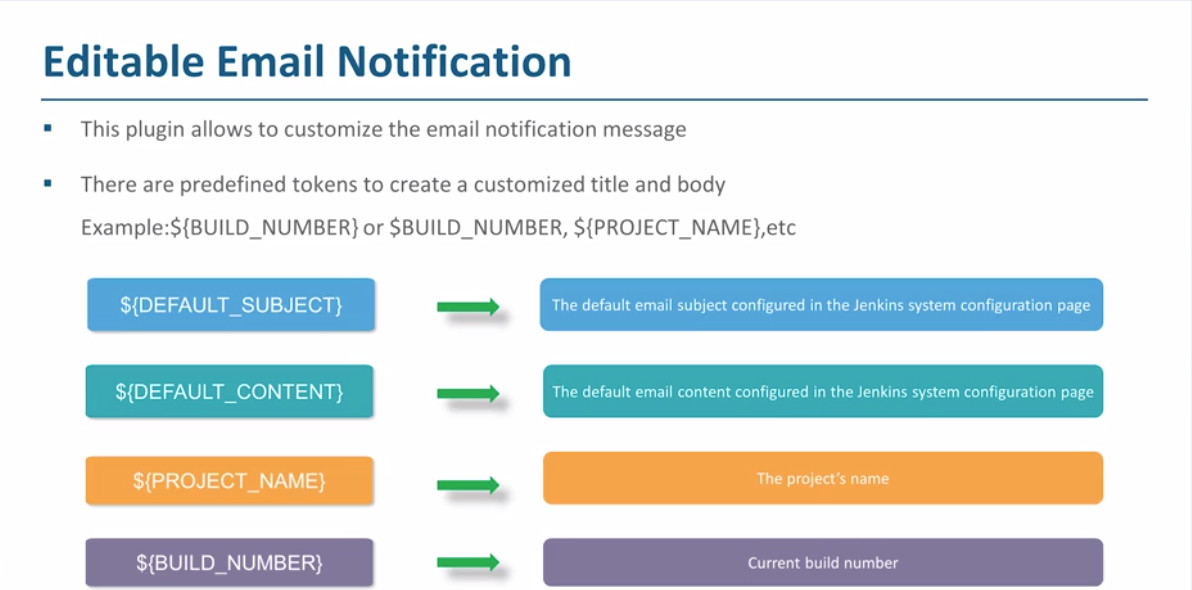 Editable Email Notification
▪ This plugin allows to customize the email notification message
▪ There are predefined tokens to create a customized title and body
Example:${BUILD_NUMBER} or $BUILD_NUMBER, ${PROJECT_NAME},etc
${DEFAULT_SUBJECT} The default email subject configured in the Jenkins system configuration page
${DEFAULT_CONTENT} The default email content configured in the Jenkins system configuration page
${PROJECT_NAME} The project's name
${BUILD_NUMBER} Current build number